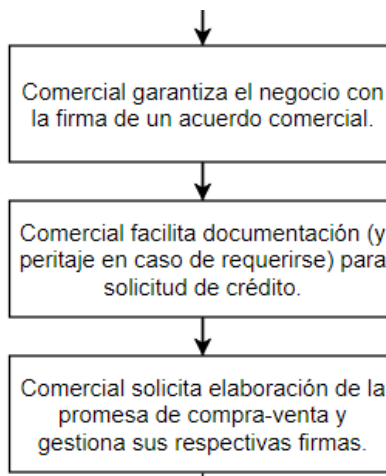 Comercial garantiza el negocio con
la firma de un acuerdo comercial.
Comercial facilita documentación (y
peritaje en caso de requerirse) para
solicitud de crédito.
Comercial solicita elaboración de la
promesa de compra-venta y
gestiona sus respectivas firmas.